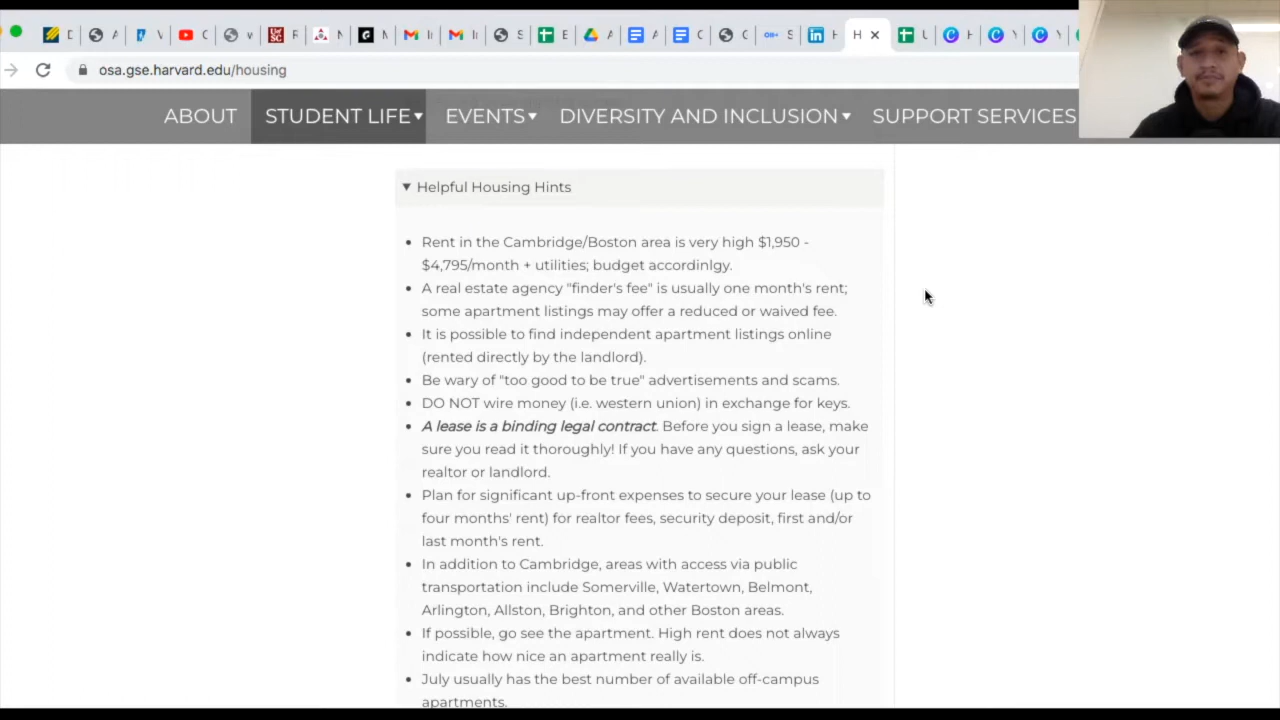 osa.gse.harvard.edu/housing
ABOUT STUDENT LIFE EVENTS DIVERSITY AND INCLUSION SUPPORT SERVICES
Helpful Housing Hints
Rent in the Cambridge/Boston area is very high $1,950 -
$4,795/month + utilities; budget accordinlgy.
A real estate agency "finder's fee" is usually one month's rent;
some apartment listings may offer a reduced or waived fee.
It is possible to find independent apartment listings online
(rented directly by the landlord).
Be wary of "too good to be true" advertisements and scams.
DO NOT wire money (i.e. western union) in exchange for keys.
A lease is a binding legal contract. Before you sign a lease, make
sure you read it thoroughly! If you have any questions, ask your
realtor or landlord.
Plan for significant up-front expenses to secure your lease (up to
four months' rent) for realtor fees, security deposit, first and/or
last month's rent.
In addition to Cambridge, areas with access via public
transportation include Somerville, Watertown, Belmont,
Arlington, Allston, Brighton, and other Boston areas.
If possible, go see the apartment. High rent does not always
indicate how nice an apartment really is.
July usually has the best number of available off-campus
apartments.